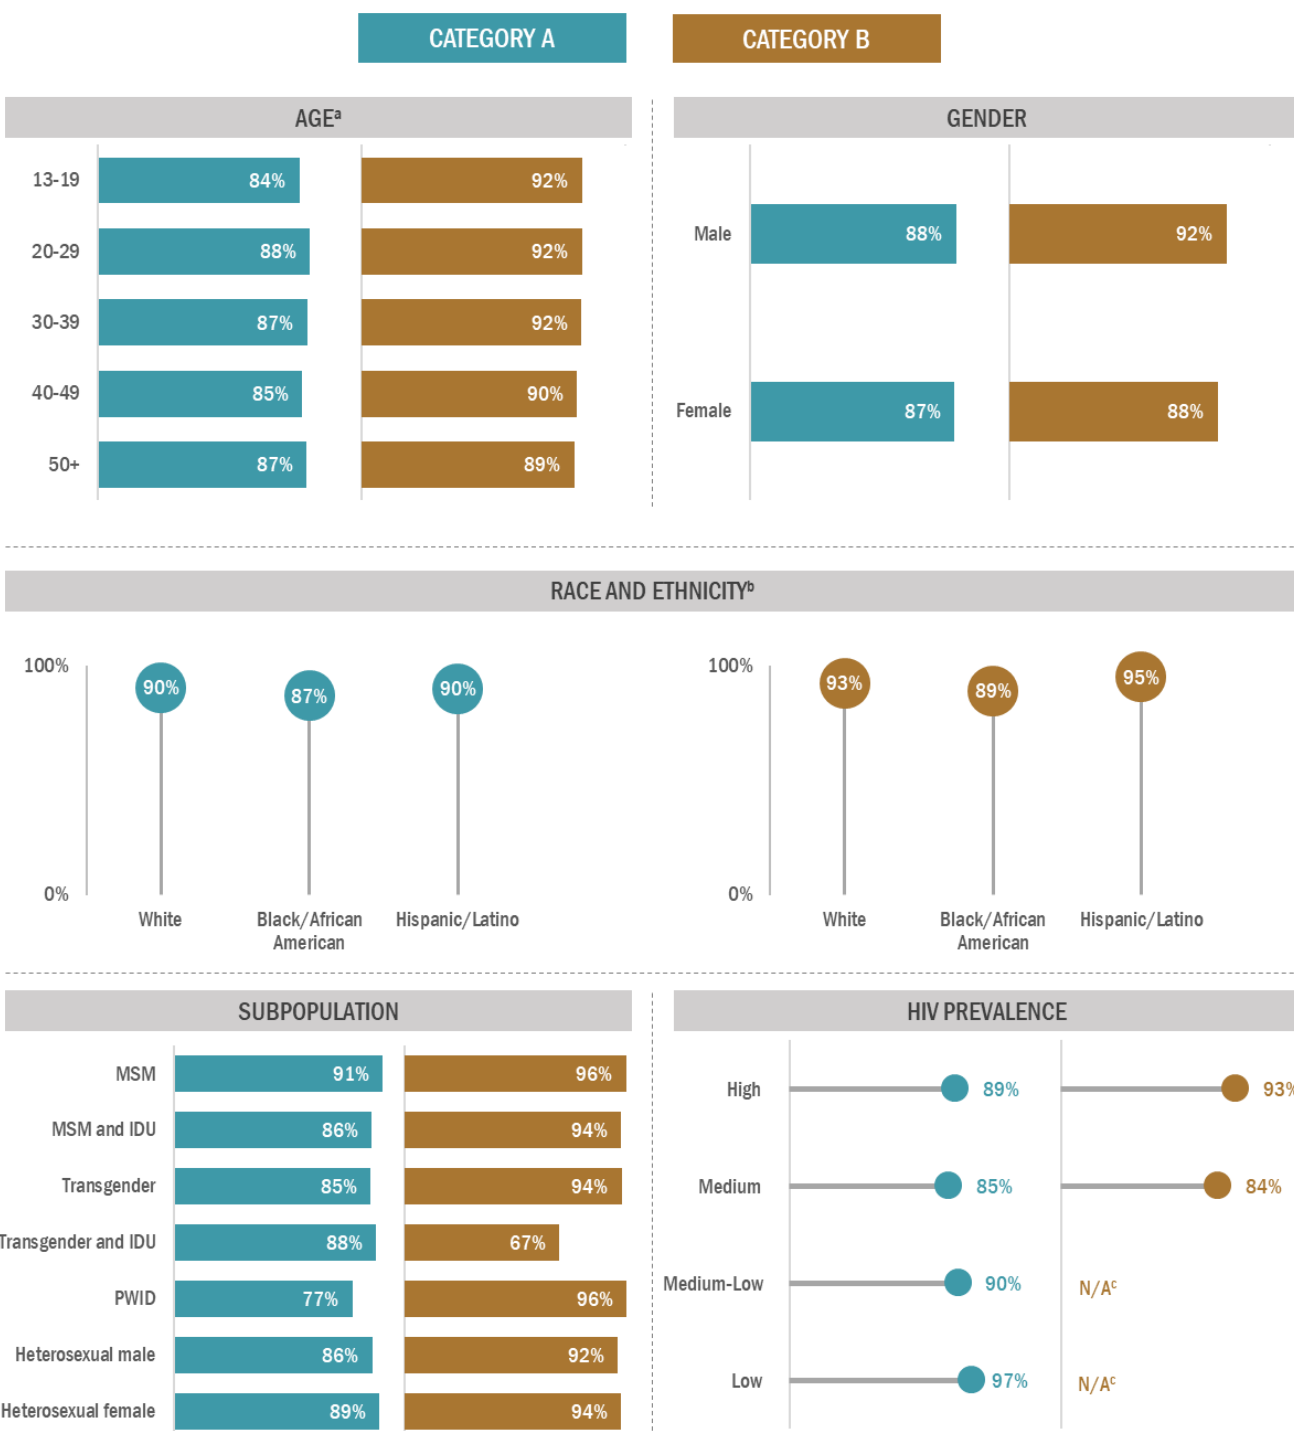 CATEGORY A CATEGORY B
AGEª GENDER
13-19 84% 92%
20-29 88% 92%
30-39 87% 92%
40-49 85% 90%
50+ 87% 89%
Male 88% 92%
Female 87% 88%
RACE AND ETHNICITYᵇ
100%
0%
90% 87% 90%
White Black/African Hispanic/Latino
American
100%
0%
93% 89% 95%
White Black/African Hispanic/Latino
American
SUBPOPULATION
MSM 91% 96%
MSM and IDU 86% 94%
Transgender 85% 94%
Transgender and IDU 88% 67%
PWID 77% 96%
Heterosexual male 86% 92%
Heterosexual female 89% 94%
HIV PREVALENCE
High 89% 93%
Medium 85% 84%
Medium-Low 90% N/Aᶜ
Low 97% N/Aᶜ